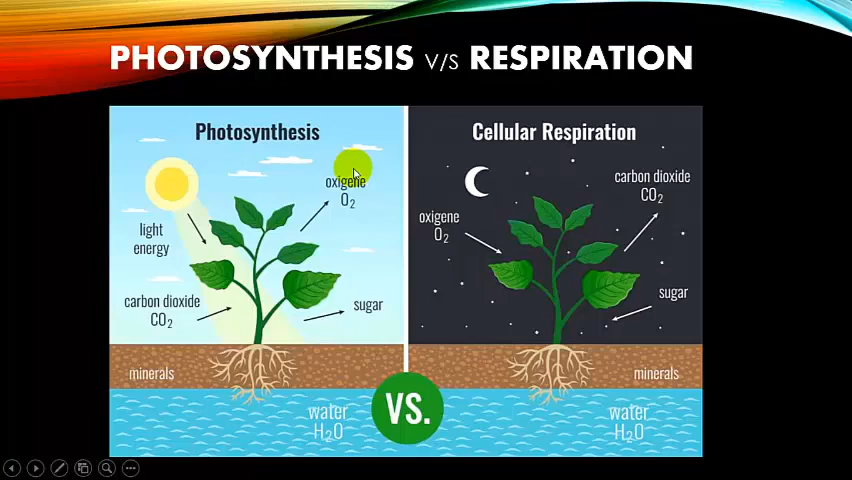 PHOTOSYNTHESIS V/S RESPIRATION
Photosynthesis
oxigene
O₂
light
energy
carbon dioxide
CO₂
sugar
minerals
water
H₂O
VS.
Cellular Respiration
carbon dioxide
CO₂
oxigene
O₂
sugar
minerals
water
H₂O